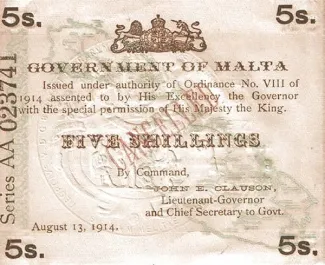 5s. 5s.
GOVERNMENT OF MALTA
Issued under authority of Ordinance No. VIII of
1914 assented to by His Excellency the Governor
with the special permission of His Majesty the King.
FIVE SHILLINGS
By Command,
JOHN E. CLAUSON,
Lieutenant-Governor
and Chief Secretary to Govt.
August 13, 1914.
5s. 5s.
Series AA 023741